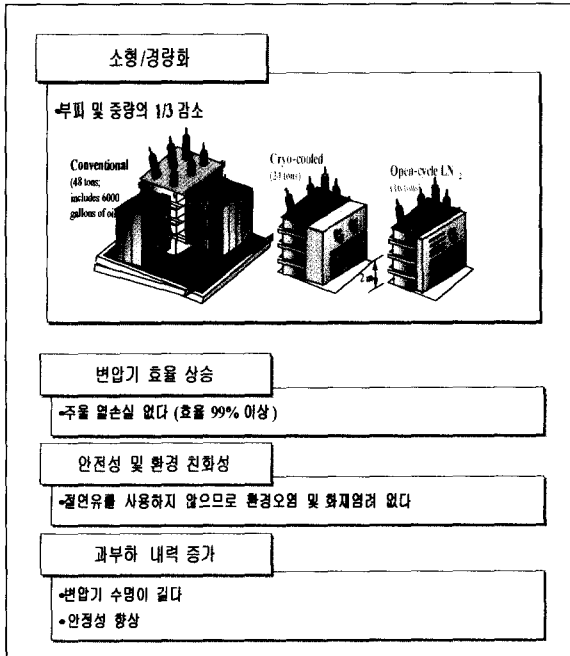 소형/경량화
•부피 및 중량의 1/3 감소
Conventional
(48 tons;
includes 6000
gallons of oil
Cryo-cooled
(24 tons)
Open-cycle LN2
2 m
변압기 효율 상승
•주울 열손실 없다 (효율 99% 이상)
안전성 및 환경 친화성
•절연유를 사용하지 않으므로 환경오염 및 화재염려 없다
과부하 내력 증가
•변압기 수명이 길다
•안정성 향상